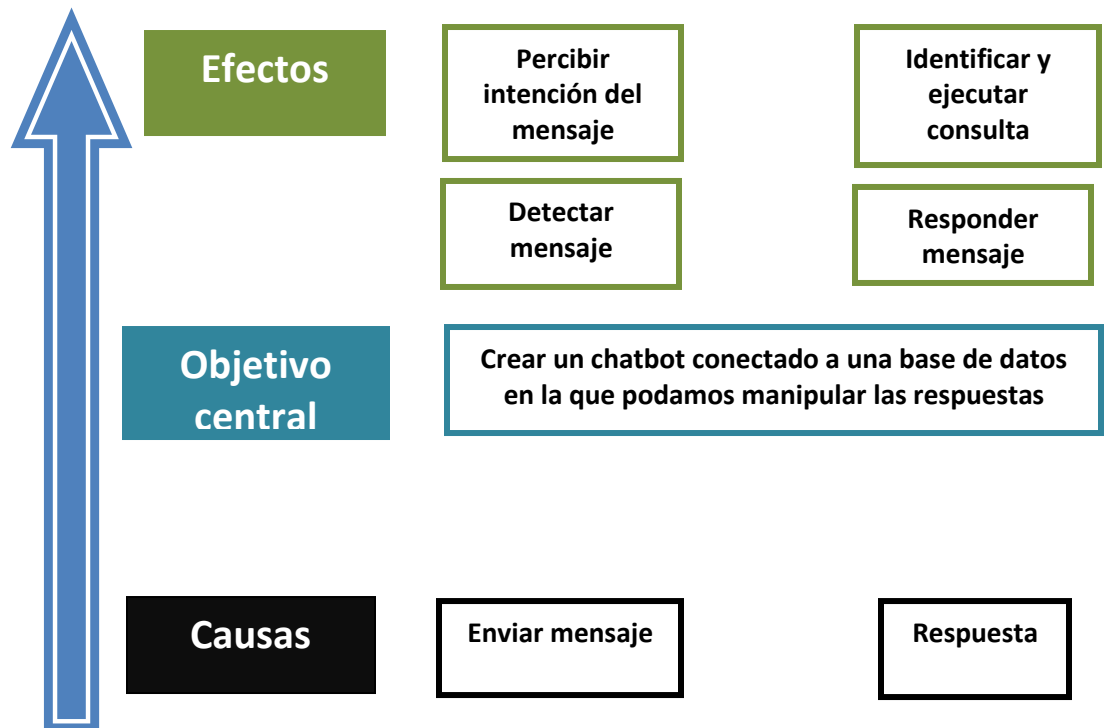 Efectos
Percibir
intención del
mensaje
Identificar y
ejecutar
consulta
Detectar
mensaje
Responder
mensaje
Objetivo
central
Crear un chatbot conectado a una base de datos
en la que podamos manipular las respuestas
Causas
Enviar mensaje
Respuesta